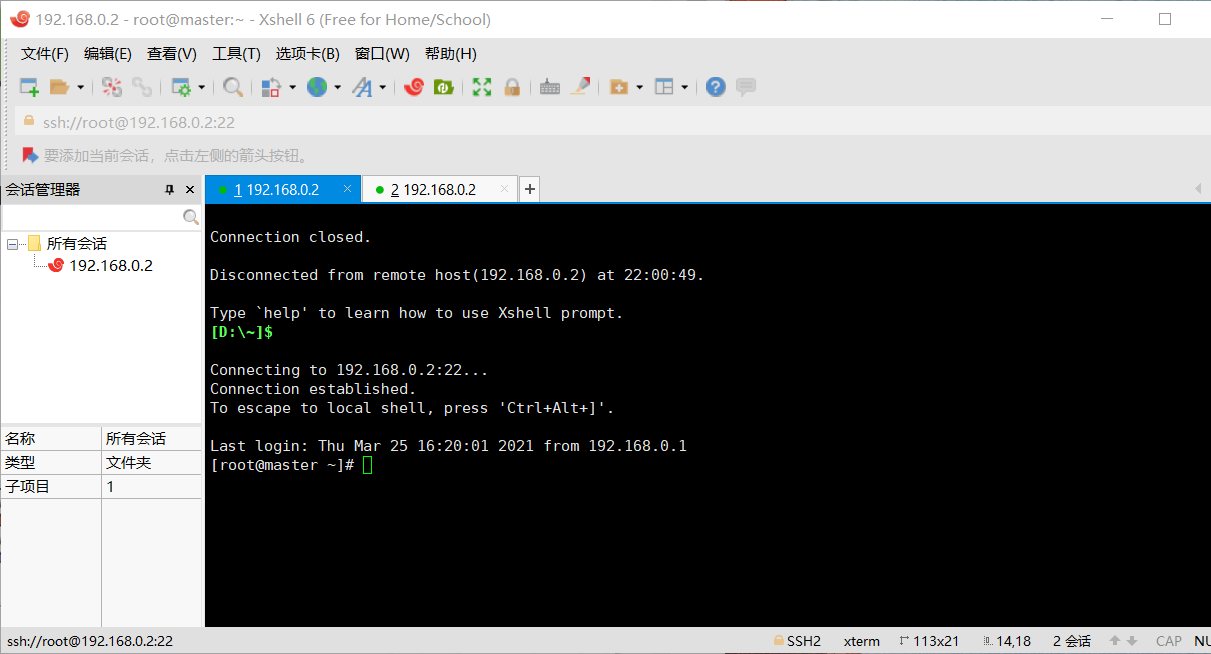 192.168.0.2 - root@master:~ - Xshell 6 (Free for Home/School)
文件(F) 编辑(E) 查看(V) 工具(T) 选项卡(B) 窗口(W) 帮助(H)
ssh://root@192.168.0.2:22
要添加当前会话，点击左侧的箭头按钮。
会话管理器
1 192.168.0.2 2 192.168.0.2
所有会话
192.168.0.2
名称 所有会话
类型 文件夹
子项目 1
Connection closed.
Disconnected from remote host(192.168.0.2) at 22:00:49.
Type `help' to learn how to use Xshell prompt.
[D:\~]$
Connecting to 192.168.0.2:22...
Connection established.
To escape to local shell, press 'Ctrl+Alt+]'.
Last login: Thu Mar 25 16:20:01 2021 from 192.168.0.1
[root@master ~]#
ssh://root@192.168.0.2:22 SSH2 xterm 113x21 14,18 2 会话 CAP NU